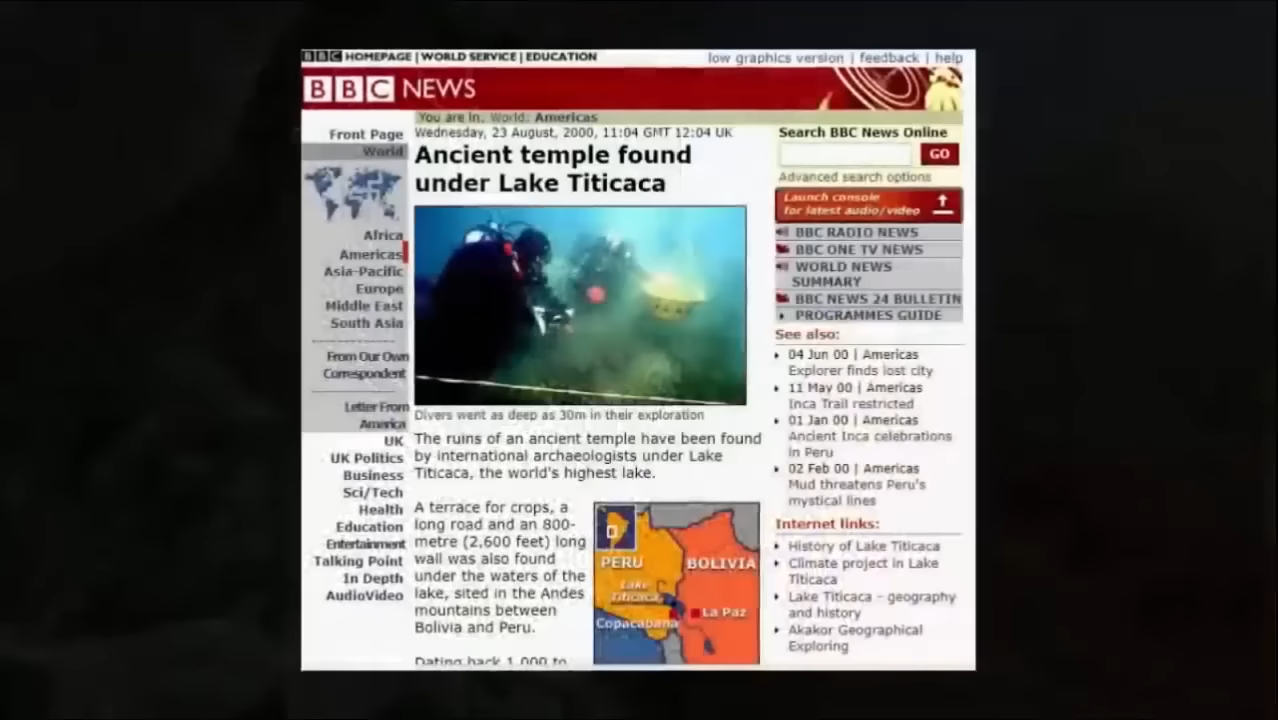 BBC HOMEPAGE | WORLD SERVICE | EDUCATION
low graphics version | feedback | help
BBC NEWS
You are in: World: Americas
Front Page
World
Africa
Americas
Asia-Pacific
Europe
Middle East
South Asia
From Our Own
Correspondent
Letter From
America
UK
UK Politics
Business
Sci/Tech
Health
Education
Entertainment
Talking Point
In Depth
AudioVideo
Wednesday, 23 August, 2000, 11:04 GMT 12:04 UK
Ancient temple found
under Lake Titicaca
Divers went as deep as 30m in their exploration
The ruins of an ancient temple have been found
by international archaeologists under Lake
Titicaca, the world's highest lake.
A terrace for crops, a
long road and an 800-
metre (2,600 feet) long
wall was also found
under the waters of the
lake, sited in the Andes
mountains between
Bolivia and Peru.
Dating back 1,000 to
PERU
BOLIVIA
Lake
Titicaca
La Paz
Copacabana
Search BBC News Online
GO
Advanced search options
Launch console
for latest audio/video
BBC RADIO NEWS
BBC ONE TV NEWS
WORLD NEWS
SUMMARY
BBC NEWS 24 BULLETIN
PROGRAMMES GUIDE
See also:
04 Jun 00 | Americas
Explorer finds lost city
11 May 00 | Americas
Inca Trail restricted
01 Jan 00 | Americas
Ancient Inca celebrations
in Peru
02 Feb 00 | Americas
Mud threatens Peru's
mystical lines
Internet links:
History of Lake Titicaca
Climate project in Lake
Titicaca
Lake Titicaca - geography
and history
Akakor Geographical
Exploring